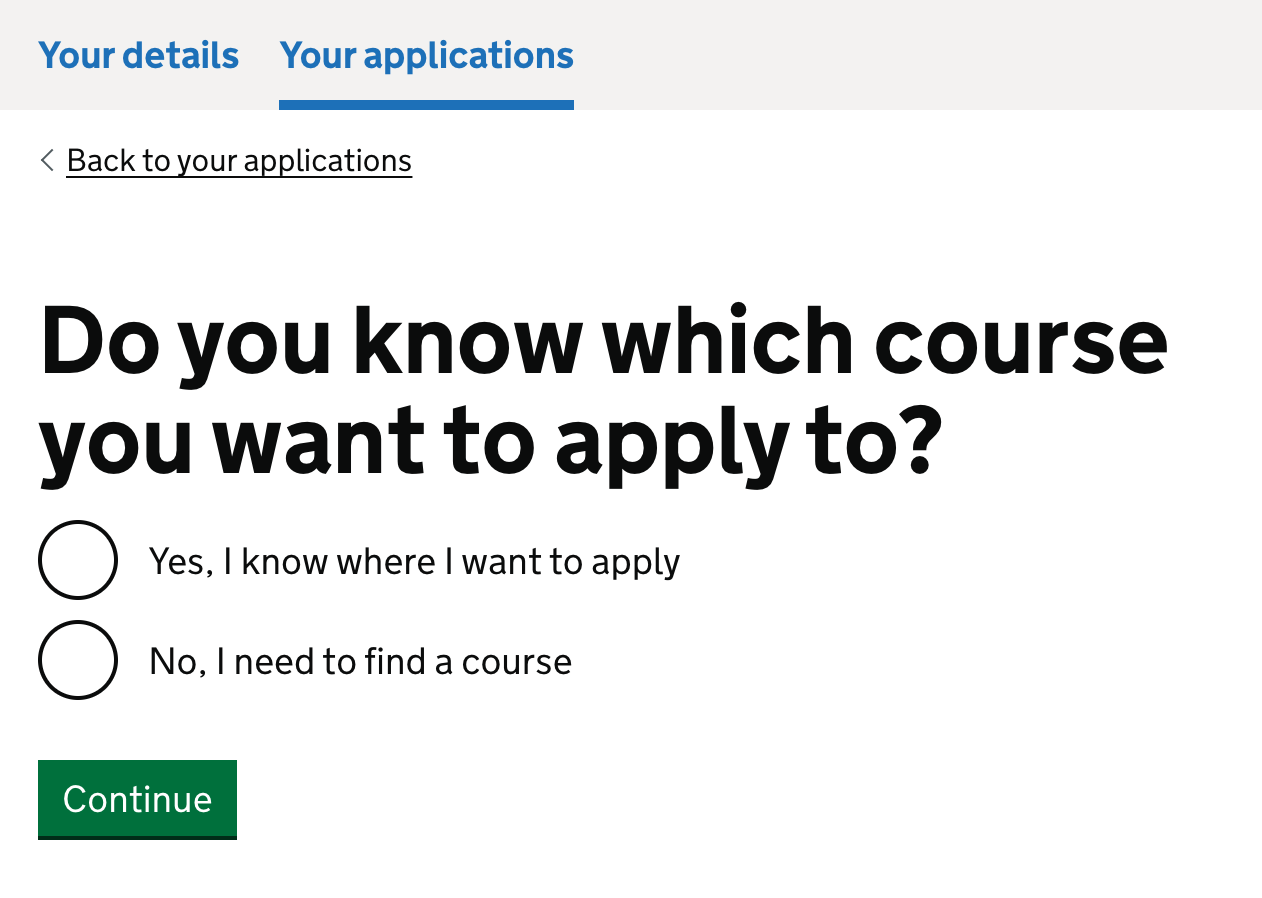 Your details Your applications
Back to your applications
Do you know which course
you want to apply to?
Yes, I know where I want to apply
No, I need to find a course
Continue